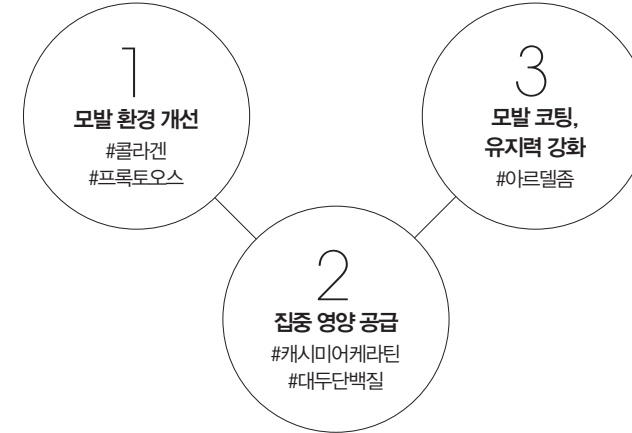 1
모발 환경 개선
#콜라겐
#프록토오스
2
집중 영양 공급
#캐시미어케라틴
#대두단백질
3
모발 코팅,
유지력 강화
#아르델좀